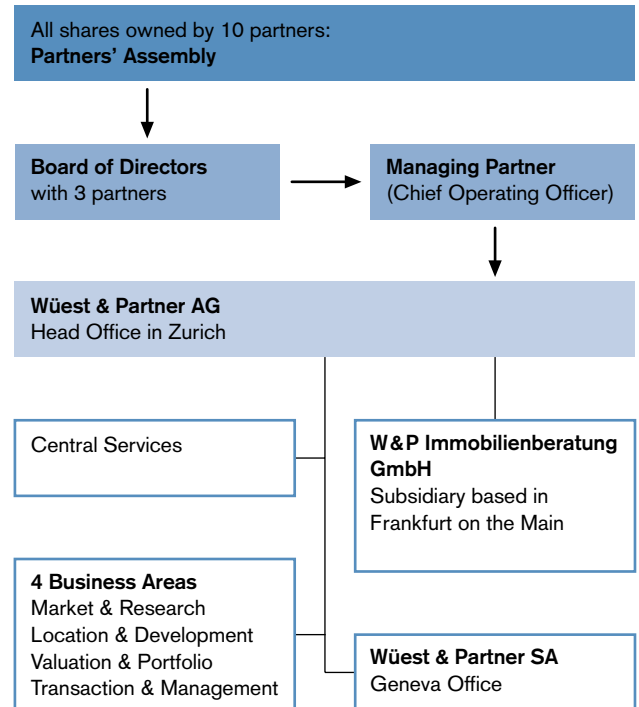 All shares owned by 10 partners:
Partners’ Assembly
Board of Directors
with 3 partners
Managing Partner
(Chief Operating Officer)
Wüest & Partner AG
Head Office in Zurich
Central Services
W&P Immobilienberatung
GmbH
Subsidiary based in
Frankfurt on the Main
4 Business Areas
Market & Research
Location & Development
Valuation & Portfolio
Transaction & Management
Wüest & Partner SA
Geneva Office